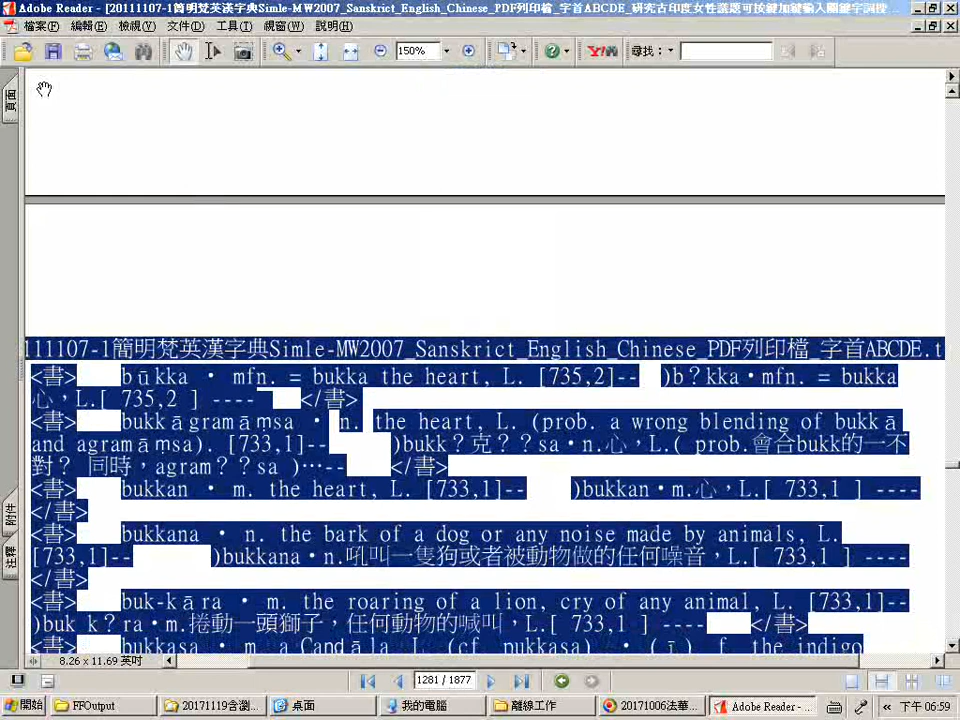 Adobe Reader - [20111107-1簡明梵英漢字典Simle-MW2007_Sanskrict_English_Chinese_PDF列印檔_字首ABCDE_研究古印度女性議題可按鍵加鍵輸入關鍵字詞搜
檔案(F) 編輯(E) 檢視(V) 文件(D) 工具(T) 視窗(W) 說明(H)
150% Y! 尋找：
頁面
111107-1簡明梵英漢字典Simle-MW2007_Sanskrict_English_Chinese_PDF列印檔_字首ABCDE.t
<書> būkka · mfn. = bukka the heart, L. [735,2]-- )b？kka·mfn. = bukka
心，L.[ 735,2 ] ---- </書>
<書> bukkāgramāṃsa · n. the heart, L. (prob. a wrong blending of bukkā
and agramāṃsa). [733,1]-- )bukk？克？？sa·n.心，L.( prob.會合bukk的一不
對？ 同時，agram？？sa )…-- </書>
<書> bukkan · m. the heart, L. [733,1]-- )bukkan·m.心，L.[ 733,1 ] ----
</書>
<書> bukkana · n. the bark of a dog or any noise made by animals, L.
[733,1]-- )bukkana·n.吼叫一隻狗或者被動物做的任何噪音，L.[ 733,1 ] ----
</書>
<書> buk-kāra · m. the roaring of a lion, cry of any animal, L. [733,1]--
)buk k？ra·m.捲動一頭獅子，任何動物的喊叫，L.[ 733,1 ] ---- </書>
<書> bukkasa · m. a Candāla, L. (cf. pukkasa) · (ī) f. the indigo
附件
注釋
8.26 x 11.69 英吋
1281 / 1877
開始 FFOutput 20171119含瀏... 桌面 我的電腦 離線工作 20171006法華... Adobe Reader - ... 下午 06:59